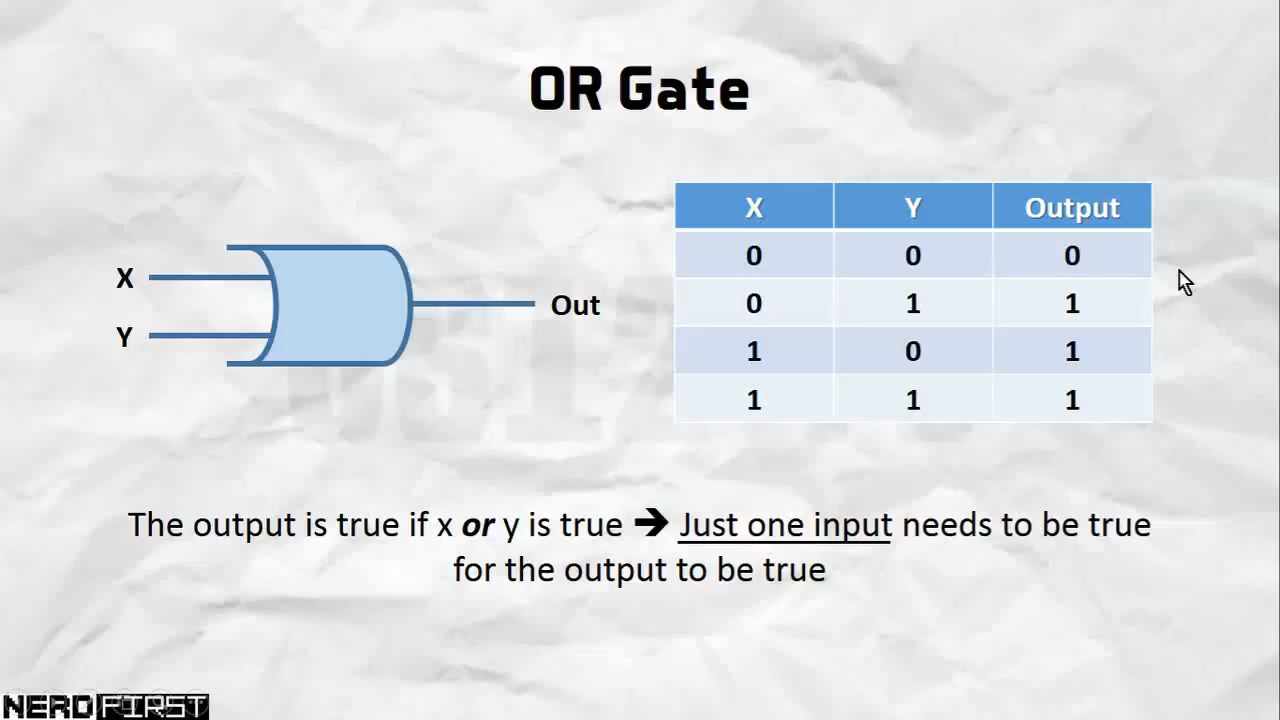 OR Gate
X Y Output
0 0 0
0 1 1
1 0 1
1 1 1
X
Y
Out
The output is true if x or y is true ➔ Just one input needs to be true
for the output to be true
NERD FIRST